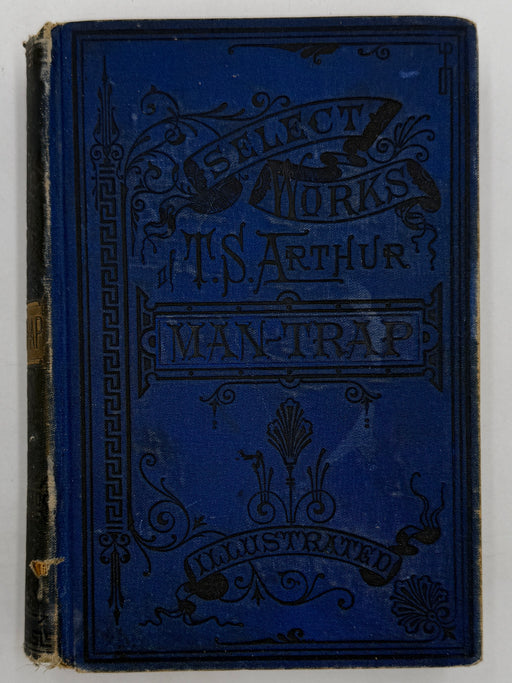 SELECT
WORKS
of T. S. ARTHUR
MAN-TRAP
ILLUSTRATED